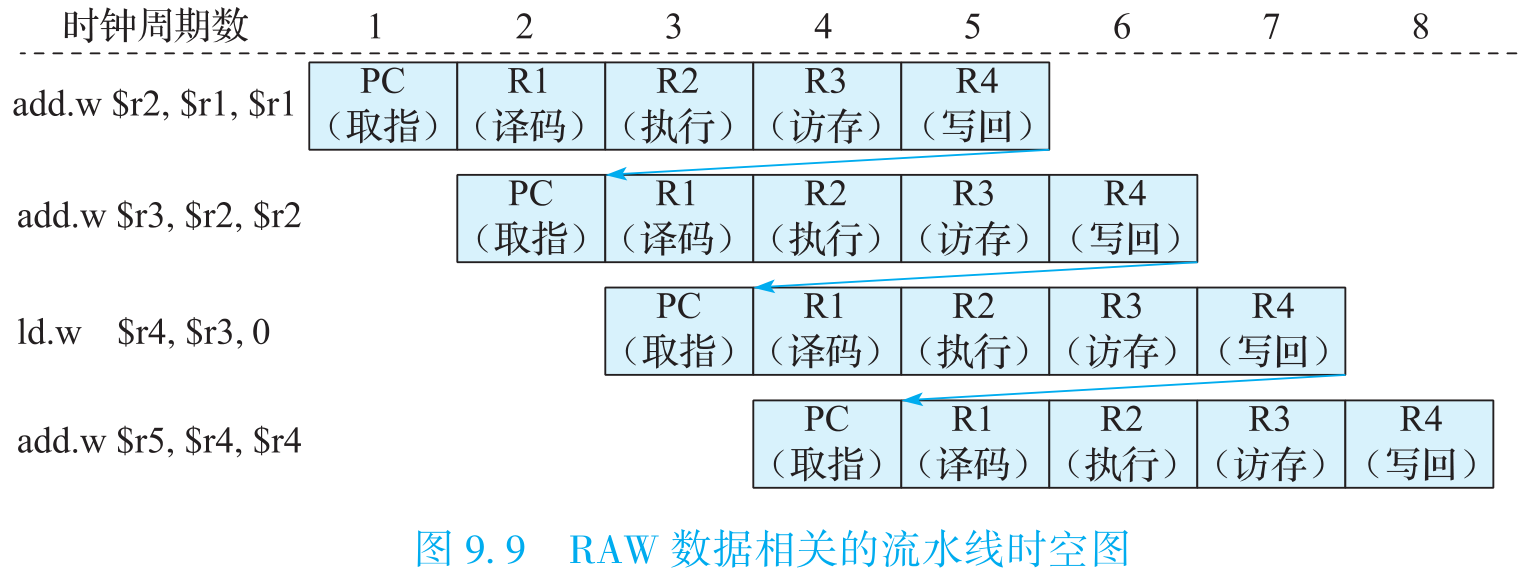 时钟周期数 1 2 3 4 5 6 7 8
add.w $r2, $r1, $r1 PC R1 R2 R3 R4
（取指） （译码） （执行） （访存） （写回）
add.w $r3, $r2, $r2 PC R1 R2 R3 R4
（取指） （译码） （执行） （访存） （写回）
ld.w $r4, $r3, 0 PC R1 R2 R3 R4
（取指） （译码） （执行） （访存） （写回）
add.w $r5, $r4, $r4 PC R1 R2 R3 R4
（取指） （译码） （执行） （访存） （写回）
图 9.9 RAW 数据相关的流水线时空图